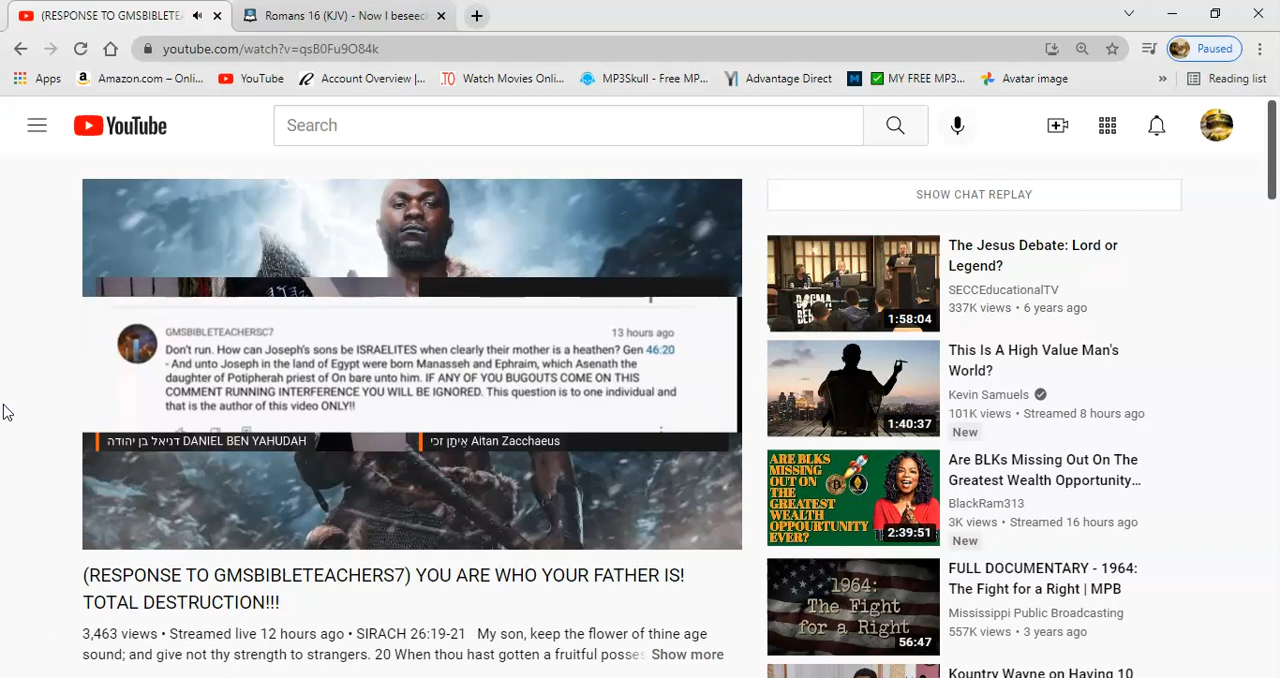 (RESPONSE TO GMSBIBLETEA
Romans 16 (KJV) - Now I beseech
youtube.com/watch?v=qsB0Fu9O84k
Paused
Apps
Amazon.com – Onli...
YouTube
Account Overview |...
Watch Movies Onli...
MP3Skull - Free MP...
Advantage Direct
MY FREE MP3...
Avatar image
»
Reading list
YouTube
Search
SHOW CHAT REPLAY
GMSBIBLETEACHERSC7
13 hours ago
Don't run. How can Joseph's sons be ISRAELITES when clearly their mother is a heathen? Gen 46:20
- And unto Joseph in the land of Egypt were born Manasseh and Ephraim, which Asenath the
daughter of Potipherah priest of On bare unto him. IF ANY OF YOU BUGOUTS COME ON THIS
COMMENT RUNNING INTERFERENCE YOU WILL BE IGNORED. This question is to one individual and
that is the author of this video ONLY!!
דניאל בן יהודה DANIEL BEN YAHUDAH
איתן זכי Aitan Zacchaeus
(RESPONSE TO GMSBIBLETEACHERS7) YOU ARE WHO YOUR FATHER IS!
TOTAL DESTRUCTION!!!
3,463 views • Streamed live 12 hours ago • SIRACH 26:19-21 My son, keep the flower of thine age
sound; and give not thy strength to strangers. 20 When thou hast gotten a fruitful posses
Show more
DOGMA
DEBATE
1:58:04
The Jesus Debate: Lord or
Legend?
SECCEducationalTV
337K views • 6 years ago
1:40:37
This Is A High Value Man's
World?
Kevin Samuels
101K views • Streamed 8 hours ago
New
ARE BLKS
MISSING
OUT ON
THE
GREATEST
WEALTH
OPPOURTUNITY
EVER?
2:39:51
Are BLKs Missing Out On The
Greatest Wealth Opportunity...
BlackRam313
3K views • Streamed 16 hours ago
New
1964:
The Fight
for a Right
56:47
FULL DOCUMENTARY - 1964:
The Fight for a Right | MPB
Mississippi Public Broadcasting
557K views • 3 years ago
Kountry Wayne on Having 10